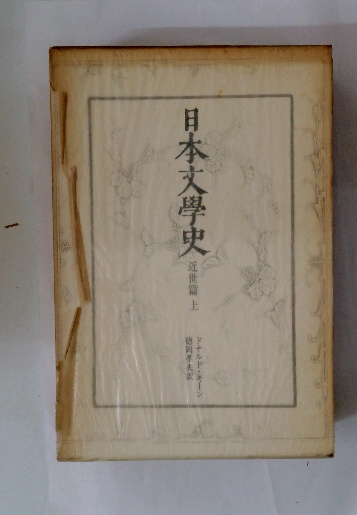 日本文學史
近世篇 上
ドナルド・キーン
徳岡孝夫訳